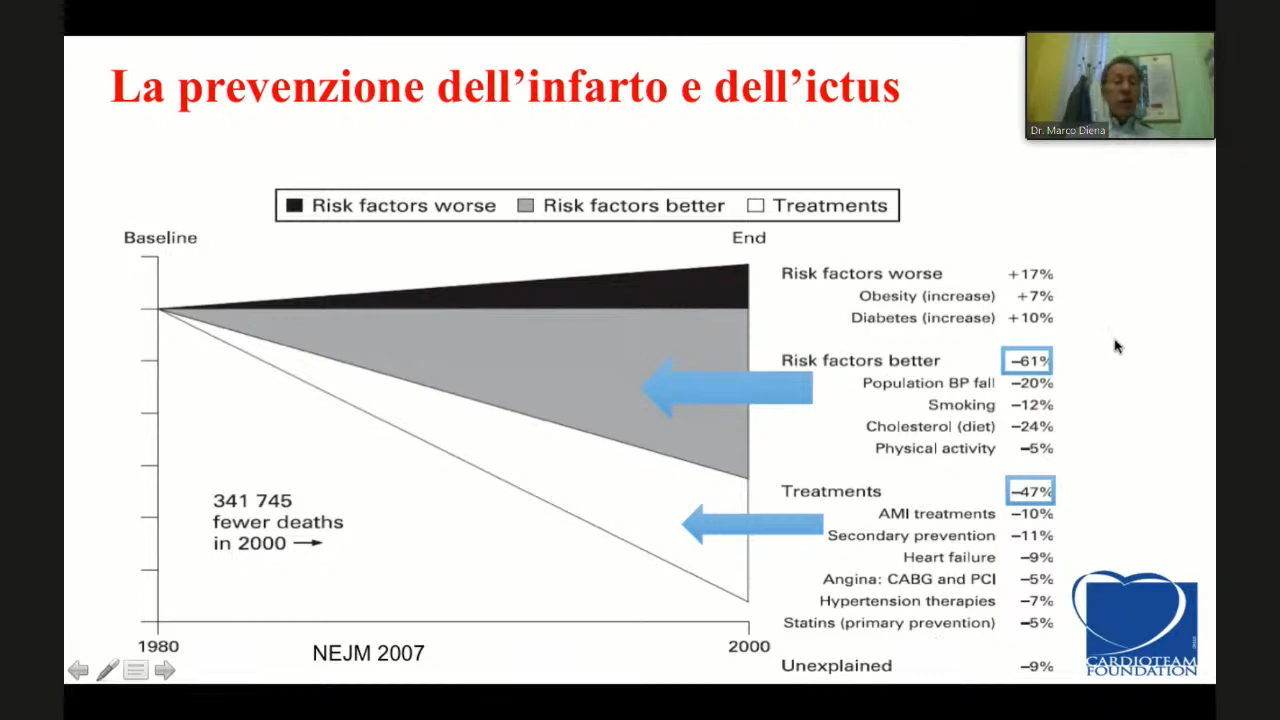 La prevenzione dell’infarto e dell’ictus
Dr. Marco Diena
Risk factors worse Risk factors better Treatments
Baseline End
Risk factors worse +17%
Obesity (increase) +7%
Diabetes (increase) +10%
Risk factors better –61%
Population BP fall –20%
Smoking –12%
Cholesterol (diet) –24%
Physical activity –5%
Treatments –47%
AMI treatments –10%
Secondary prevention –11%
Heart failure –9%
Angina: CABG and PCI –5%
Hypertension therapies –7%
Statins (primary prevention) –5%
Unexplained –9%
341 745
fewer deaths
in 2000 →
1980 2000
NEJM 2007
CARDIOTEAM
FOUNDATION